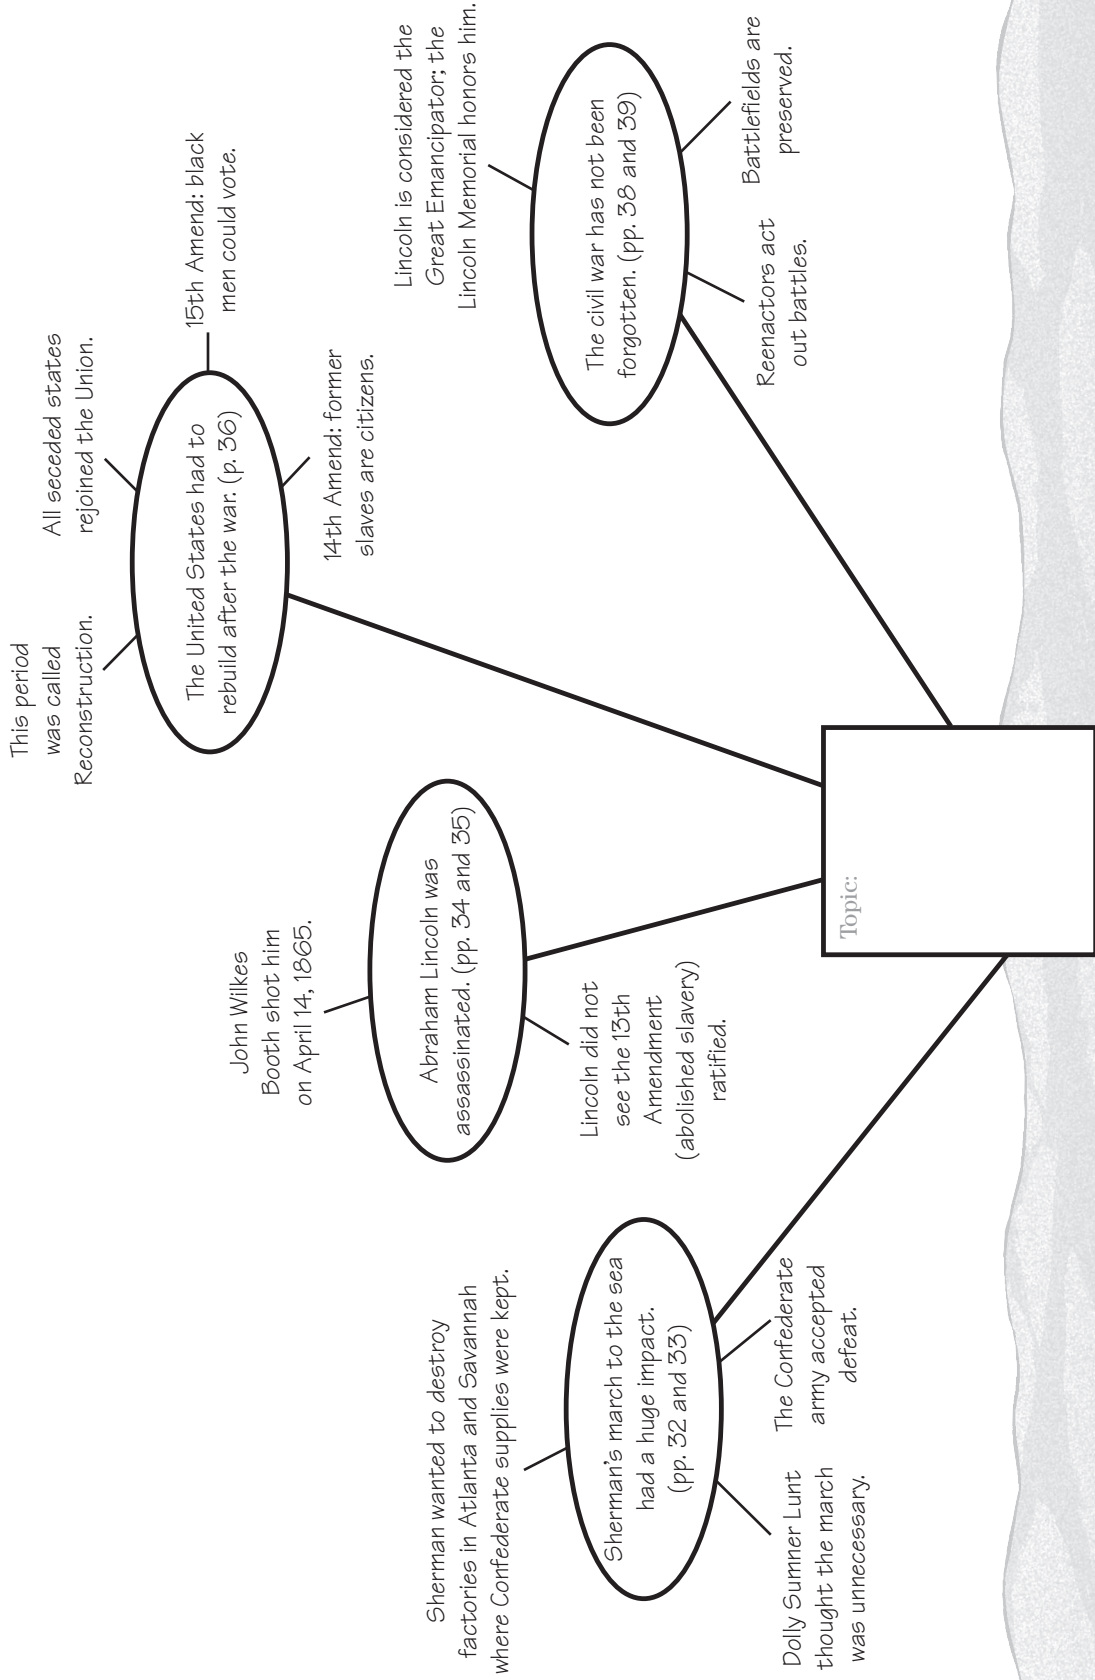 Sherman wanted to destroy
factories in Atlanta and Savannah
where Confederate supplies were kept.
Sherman's march to the sea
had a huge impact.
(pp. 32 and 33)
Dolly Sumner Lunt
thought the march
was unnecessary.
The Confederate
army accepted
defeat.
John Wilkes
Booth shot him
on April 14, 1865.
Abraham Lincoln was
assassinated. (pp. 34 and 35)
Lincoln did not
see the 13th
Amendment
(abolished slavery)
ratified.
This period
was called
Reconstruction.
All seceded states
rejoined the Union.
15th Amend: black
men could vote.
The United States had to
rebuild after the war. (p. 36)
14th Amend: former
slaves are citizens.
Lincoln is considered the
Great Emancipator; the
Lincoln Memorial honors him.
The civil war has not been
forgotten. (pp. 38 and 39)
Reenactors act
out battles.
Battlefields are
preserved.
Topic: